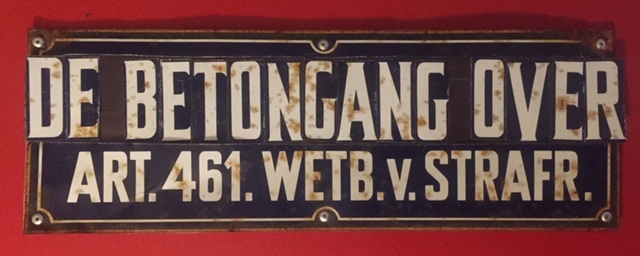 DE BETONGANG OVER
ART. 461. WETB. v. STRAFR.